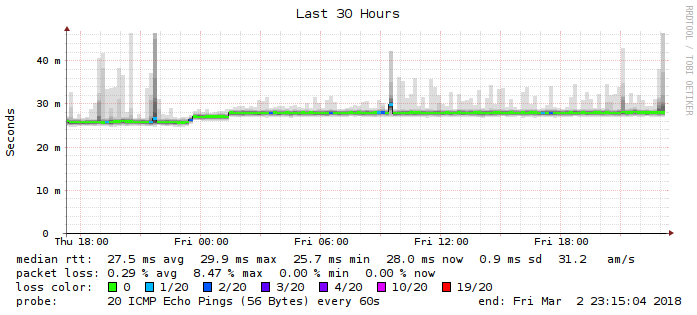 Last 30 Hours
RRDTOOL / TOBI OETIKER
Seconds
40 m
30 m
20 m
10 m
0
Thu 18:00 Fri 00:00 Fri 06:00 Fri 12:00 Fri 18:00
median rtt: 27.5 ms avg 29.9 ms max 25.7 ms min 28.0 ms now 0.9 ms sd 31.2 am/s
packet loss: 0.29 % avg 8.47 % max 0.00 % min 0.00 % now
loss color: 0 1/20 2/20 3/20 4/20 10/20 19/20
probe: 20 ICMP Echo Pings (56 Bytes) every 60s end: Fri Mar 2 23:15:04 2018